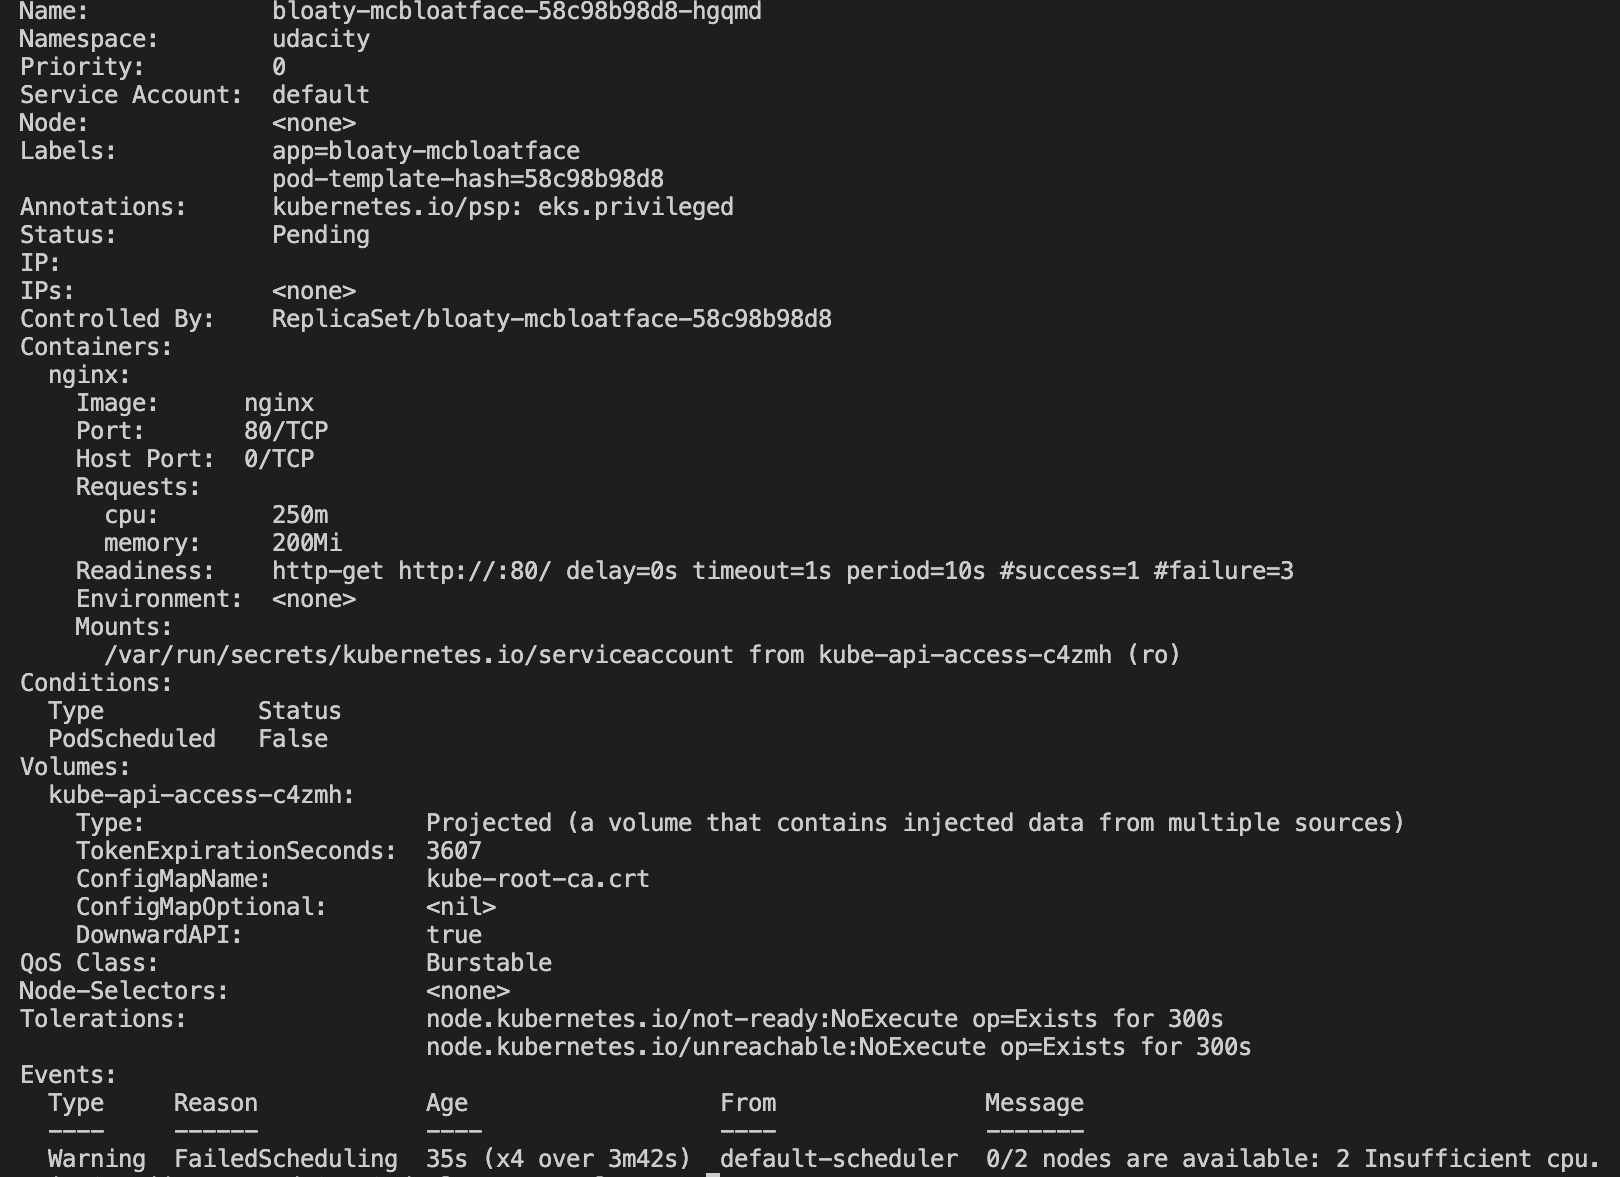 Name:             bloaty-mcbloatface-58c98b98d8-hgqmd
Namespace:        udacity
Priority:         0
Service Account:  default
Node:             <none>
Labels:           app=bloaty-mcbloatface
                  pod-template-hash=58c98b98d8
Annotations:      kubernetes.io/psp: eks.privileged
Status:           Pending
IP:
IPs:              <none>
Controlled By:    ReplicaSet/bloaty-mcbloatface-58c98b98d8
Containers:
  nginx:
    Image:      nginx
    Port:       80/TCP
    Host Port:  0/TCP
    Requests:
      cpu:        250m
      memory:     200Mi
    Readiness:    http-get http://:80/ delay=0s timeout=1s period=10s #success=1 #failure=3
    Environment:  <none>
    Mounts:
      /var/run/secrets/kubernetes.io/serviceaccount from kube-api-access-c4zmh (ro)
Conditions:
  Type           Status
  PodScheduled   False
Volumes:
  kube-api-access-c4zmh:
    Type:                    Projected (a volume that contains injected data from multiple sources)
    TokenExpirationSeconds:  3607
    ConfigMapName:           kube-root-ca.crt
    ConfigMapOptional:       <nil>
    DownwardAPI:             true
QoS Class:                   Burstable
Node-Selectors:              <none>
Tolerations:                 node.kubernetes.io/not-ready:NoExecute op=Exists for 300s
                             node.kubernetes.io/unreachable:NoExecute op=Exists for 300s
Events:
  Type     Reason            Age                  From               Message
  ----     ------            ----                 ----               -------
  Warning  FailedScheduling  35s (x4 over 3m42s)  default-scheduler  0/2 nodes are available: 2 Insufficient cpu.